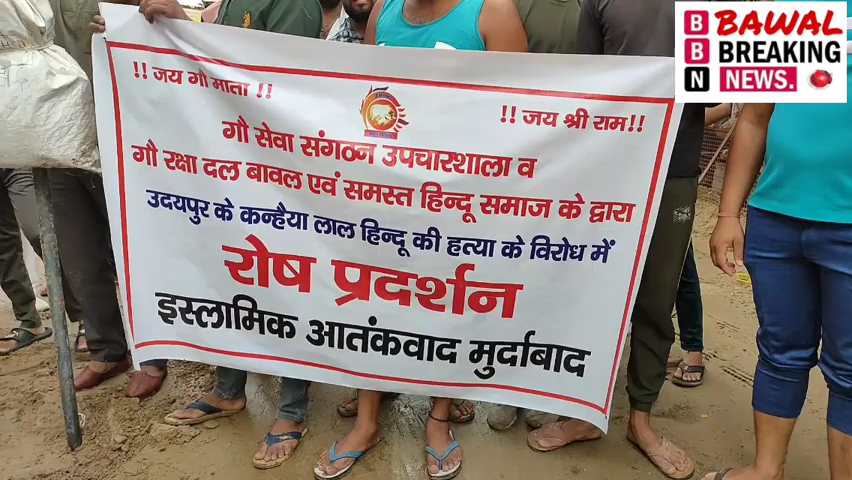 BBN BAWAL BREAKING NEWS.
!! जय गौ माता !!
!! जय श्री राम!!
गौ सेवा संगठन उपचारशाला व
गौ रक्षा दल बावल एवं समस्त हिन्दू समाज के द्वारा
उदयपुर के कन्हैया लाल हिन्दू की हत्या के विरोध में
रोष प्रदर्शन
इस्लामिक आतंकवाद मुर्दाबाद